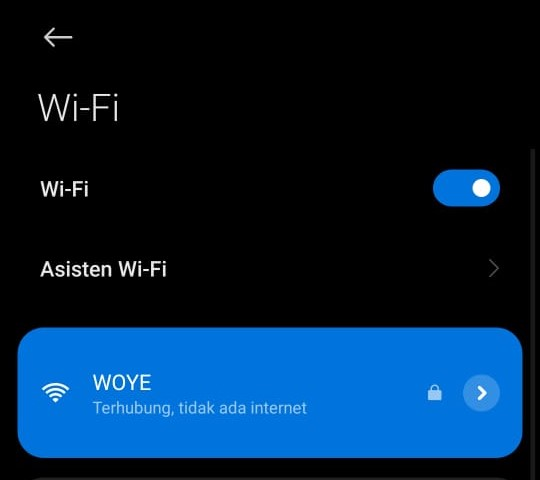 Wi-Fi
Wi-Fi
Asisten Wi-Fi
WOYE
Terhubung, tidak ada internet